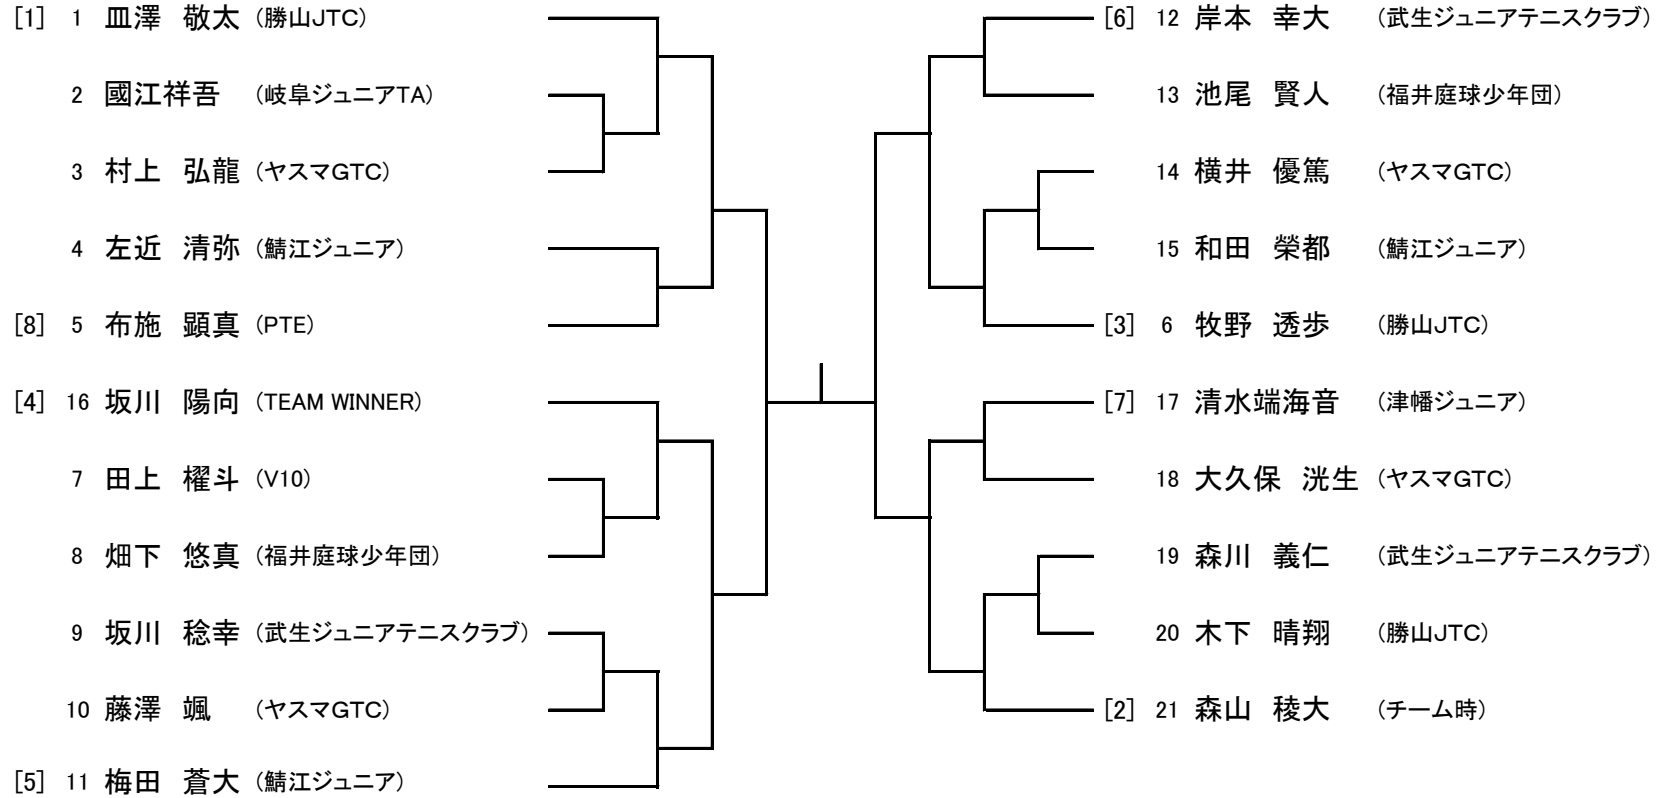 [1] 1 皿澤 敬太 (勝山JTC)
2 國江祥吾 (岐阜ジュニアTA)
3 村上 弘龍 (ヤスマGTC)
4 左近 清弥 (鯖江ジュニア)
[8] 5 布施 顕真 (PTE)
[4] 16 坂川 陽向 (TEAM WINNER)
7 田上 櫂斗 (V10)
8 畑下 悠真 (福井庭球少年団)
9 坂川 稔幸 (武生ジュニアテニスクラブ)
10 藤澤 颯 (ヤスマGTC)
[5] 11 梅田 蒼大 (鯖江ジュニア)
[6] 12 岸本 幸大 (武生ジュニアテニスクラブ)
13 池尾 賢人 (福井庭球少年団)
14 横井 優篤 (ヤスマGTC)
15 和田 榮都 (鯖江ジュニア)
[3] 6 牧野 透歩 (勝山JTC)
[7] 17 清水端海音 (津幡ジュニア)
18 大久保 洸生 (ヤスマGTC)
19 森川 義仁 (武生ジュニアテニスクラブ)
20 木下 晴翔 (勝山JTC)
[2] 21 森山 稜大 (チーム時)